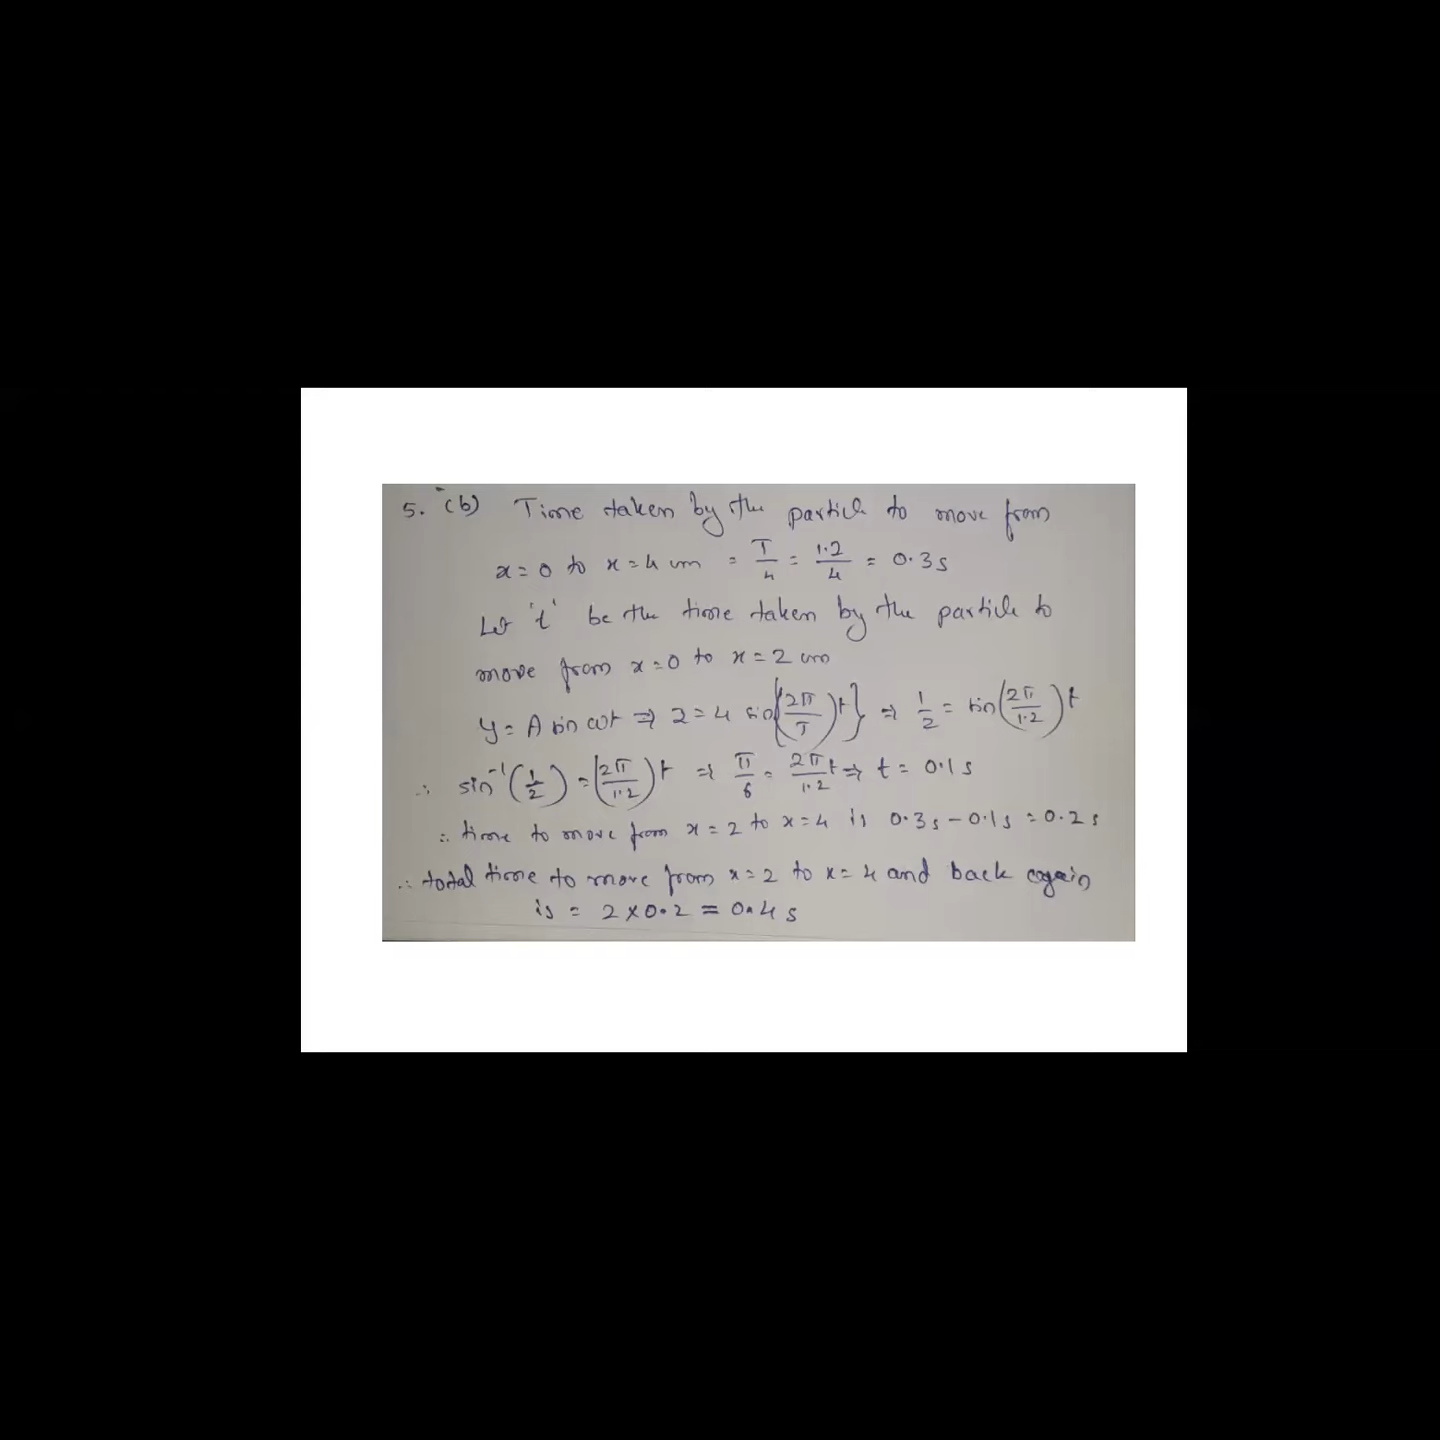 5. (b) Time taken by the particle to move from
x = 0 to x = 4 cm = T/4 = 1.2/4 = 0.3 s
Let 't' be the time taken by the particle to
move from x = 0 to x = 2 cm
y = A sin ωt ⇒ 2 = 4 sin{(2π/T) t} ⇒ 1/2 = sin(2π/1.2) t
∴ sin⁻¹(1/2) = (2π/1.2) t ⇒ π/6 = 2π/1.2 t ⇒ t = 0.1 s
∴ time to move from x = 2 to x = 4 is 0.3 s - 0.1 s = 0.2 s
∴ total time to move from x = 2 to x = 4 and back again
is = 2 × 0.2 = 0.4 s